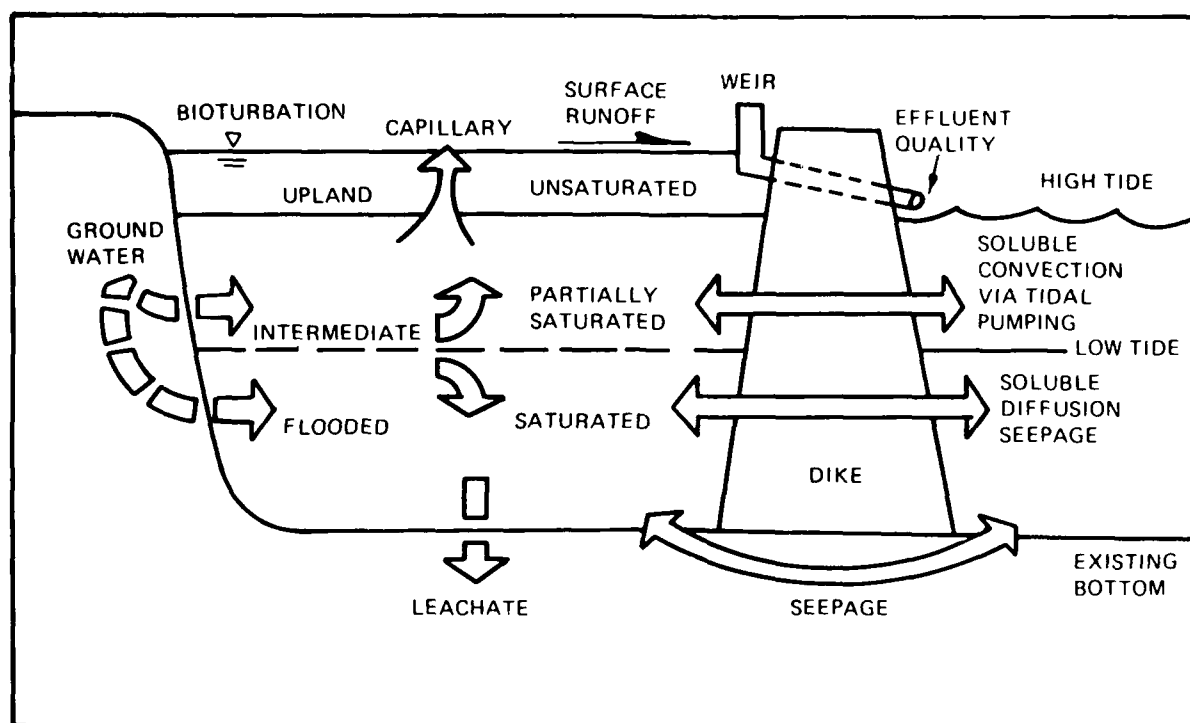 WEIR
SURFACE
RUNOFF
BIOTURBATION
CAPILLARY
EFFLUENT
QUALITY
HIGH TIDE
UPLAND
UNSATURATED
GROUND
WATER
SOLUBLE
CONVECTION
VIA TIDAL
PUMPING
PARTIALLY
SATURATED
INTERMEDIATE
LOW TIDE
SOLUBLE
DIFFUSION
SEEPAGE
FLOODED
SATURATED
DIKE
EXISTING
BOTTOM
LEACHATE
SEEPAGE